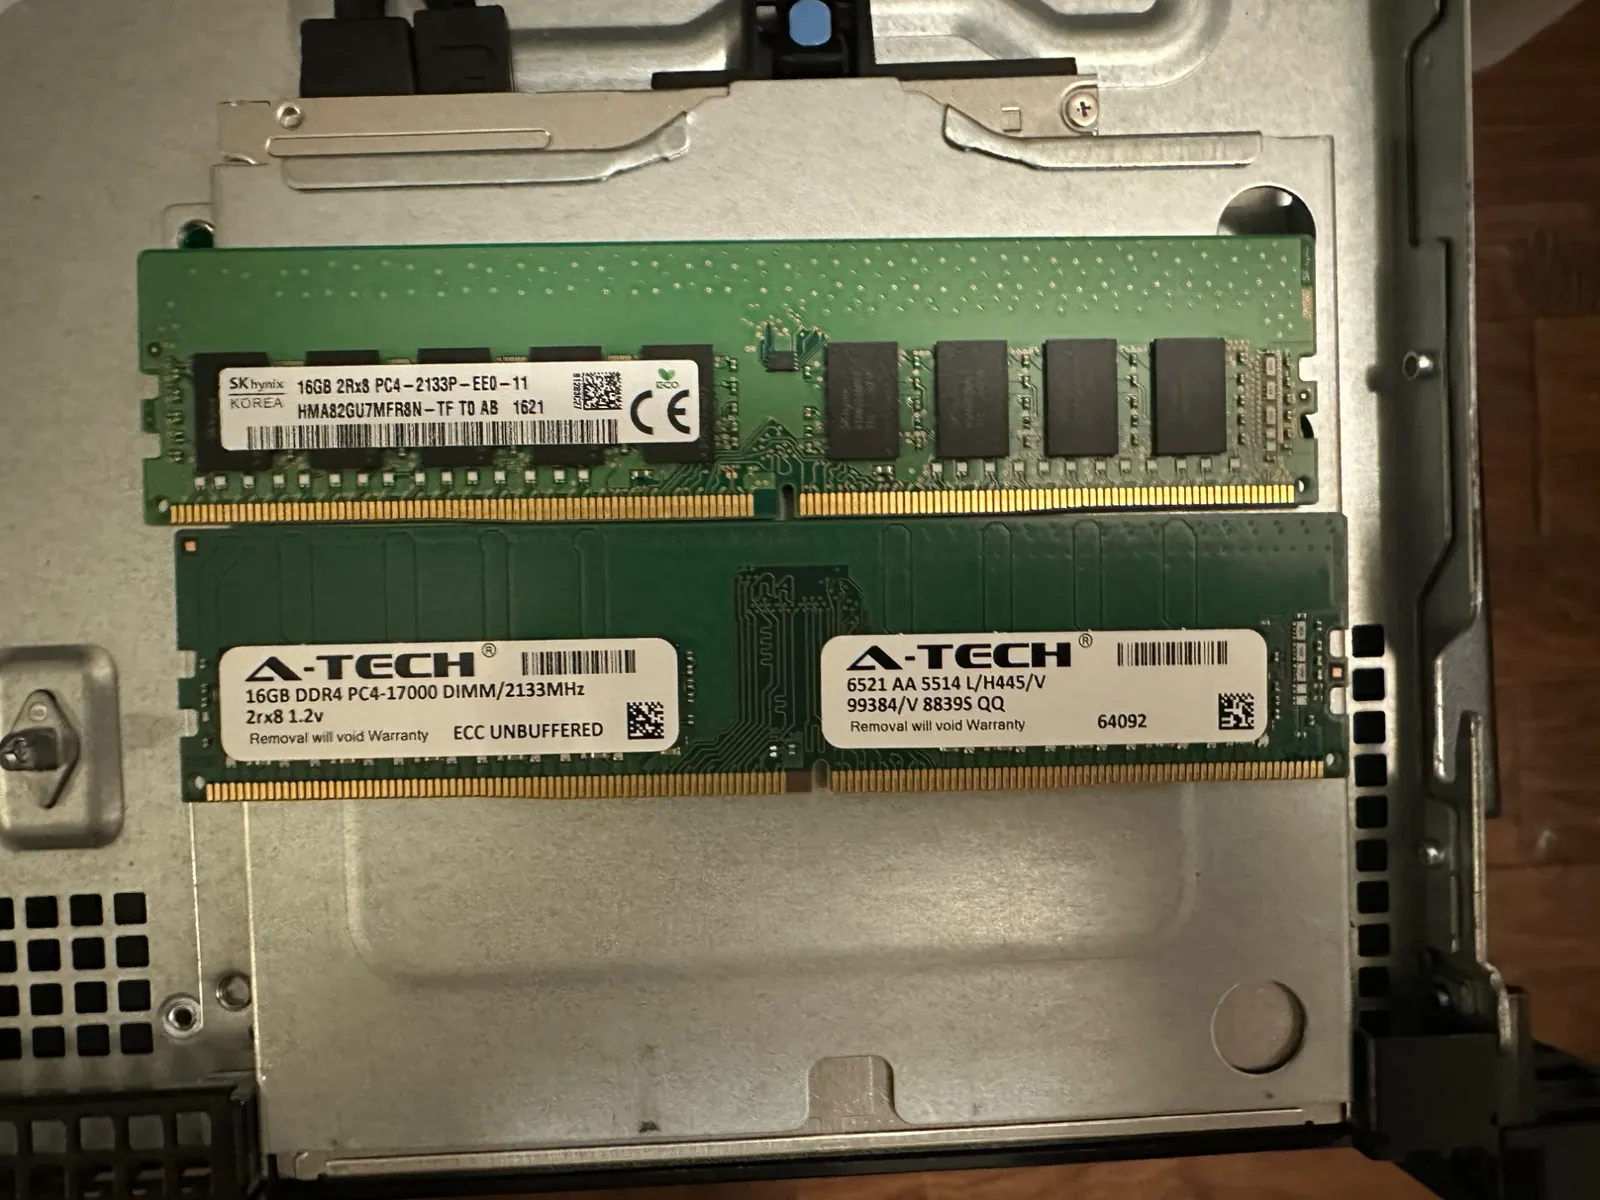 SK hynix
KOREA
16GB 2Rx8 PC4-2133P-EE0-11
HMA82GU7MFR8N-TF T0 AB 1621
ECO
CE
A-TECH®
16GB DDR4 PC4-17000 DIMM/2133MHz
2rx8 1.2v
Removal will void Warranty
ECC UNBUFFERED
A-TECH®
6521 AA 5514 L/H445/V
99384/V 8839S QQ
Removal will void Warranty
64092